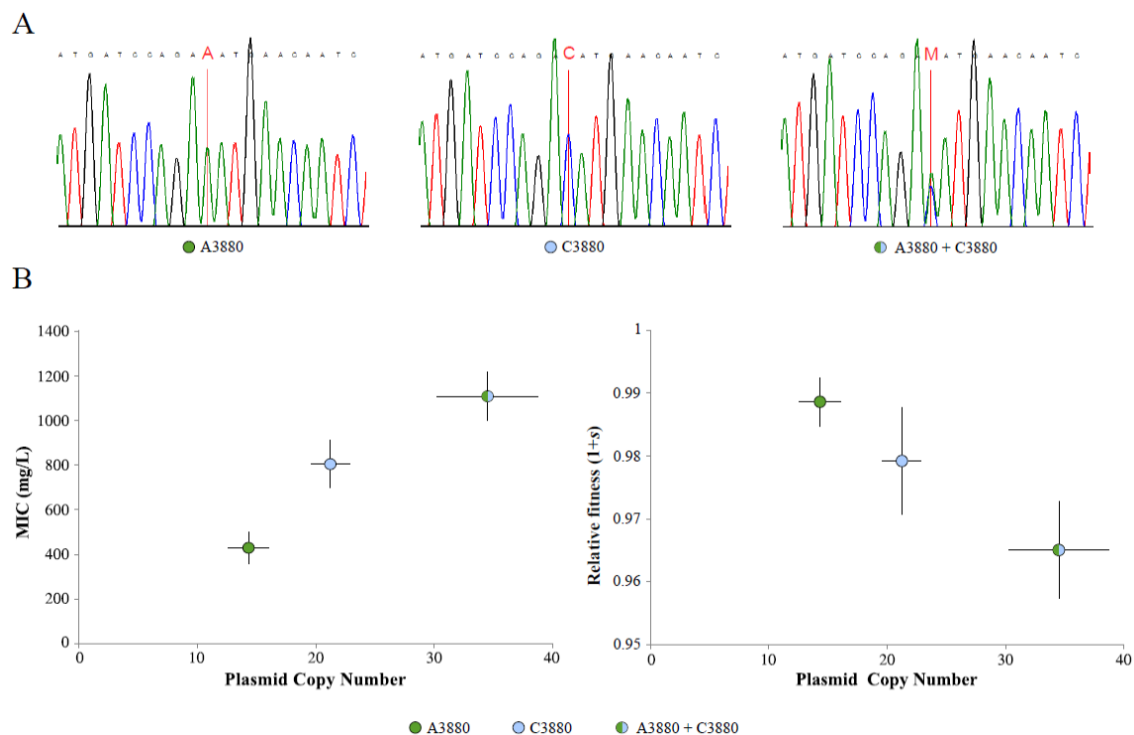 A
A T G A T C C A G A A A T G A A C A A T C
A T G A T C C A G A C A T G A A C A A T C
A T G A T C C A G A M A T G A A C A A T C
A3880
C3880
A3880 + C3880
B
1400
1200
1000
800
600
400
200
0
MIC (mg/L)
0 10 20 30 40
Plasmid Copy Number
1
0.99
0.98
0.97
0.96
0.95
Relative fitness (1+s)
0 10 20 30 40
Plasmid Copy Number
A3880 C3880 A3880 + C3880